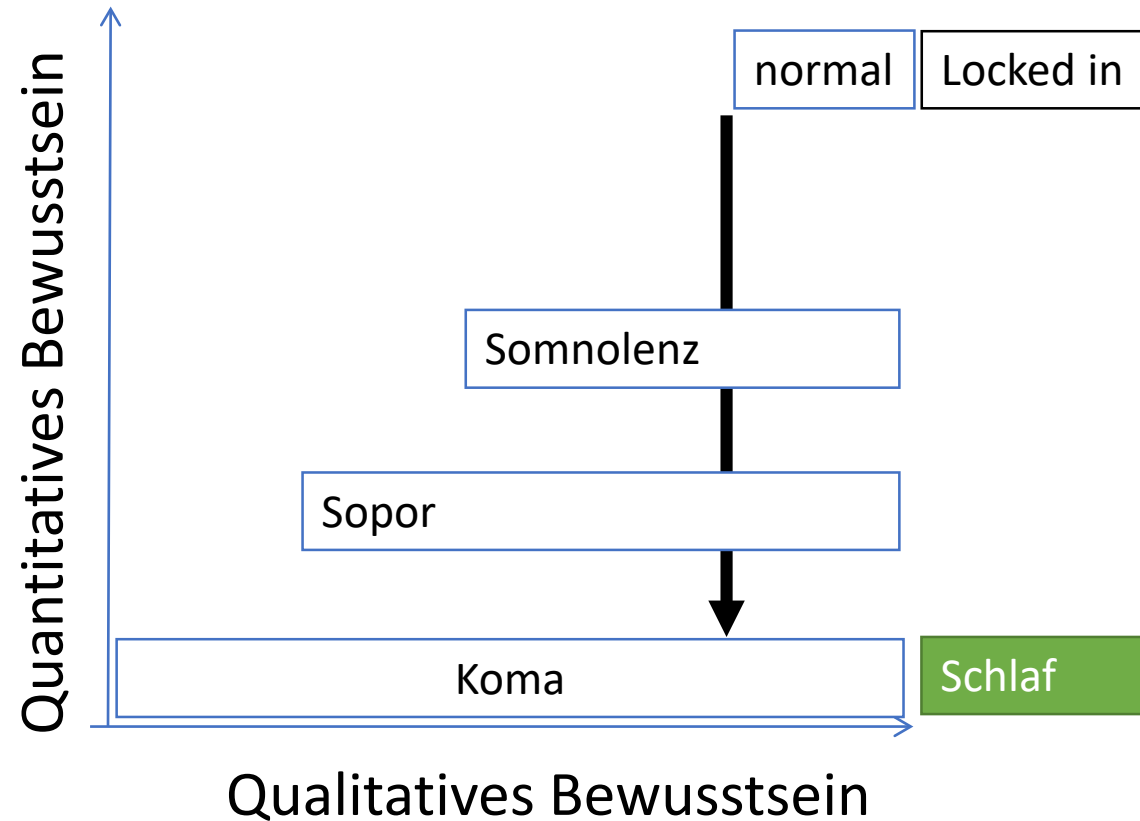 Quantitatives Bewusstsein
normal
Locked in
Somnolenz
Sopor
Koma
Schlaf
Qualitatives Bewusstsein